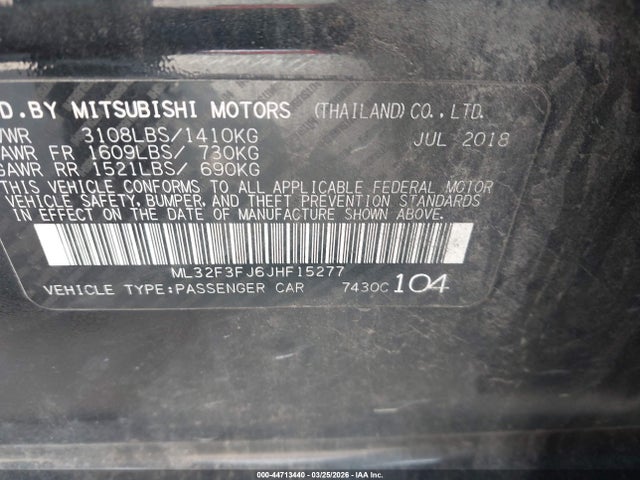 D.BY MITSUBISHI MOTORS (THAILAND)CO.,LTD.
VWR 3108LBS/1410KG JUL 2018
AWR FR 1609LBS/ 730KG
GAWR RR 1521LBS/ 690KG
THIS VEHICLE CONFORMS TO ALL APPLICABLE FEDERAL MOTOR
VEHICLE SAFETY, BUMPER, AND THEFT PREVENTION STANDARDS
IN EFFECT ON THE DATE OF MANUFACTURE SHOWN ABOVE.
ML32F3FJ6JHF15277
VEHICLE TYPE:PASSENGER CAR 7430C 104
000-44713440 - 03/25/2026 - IAA Inc.